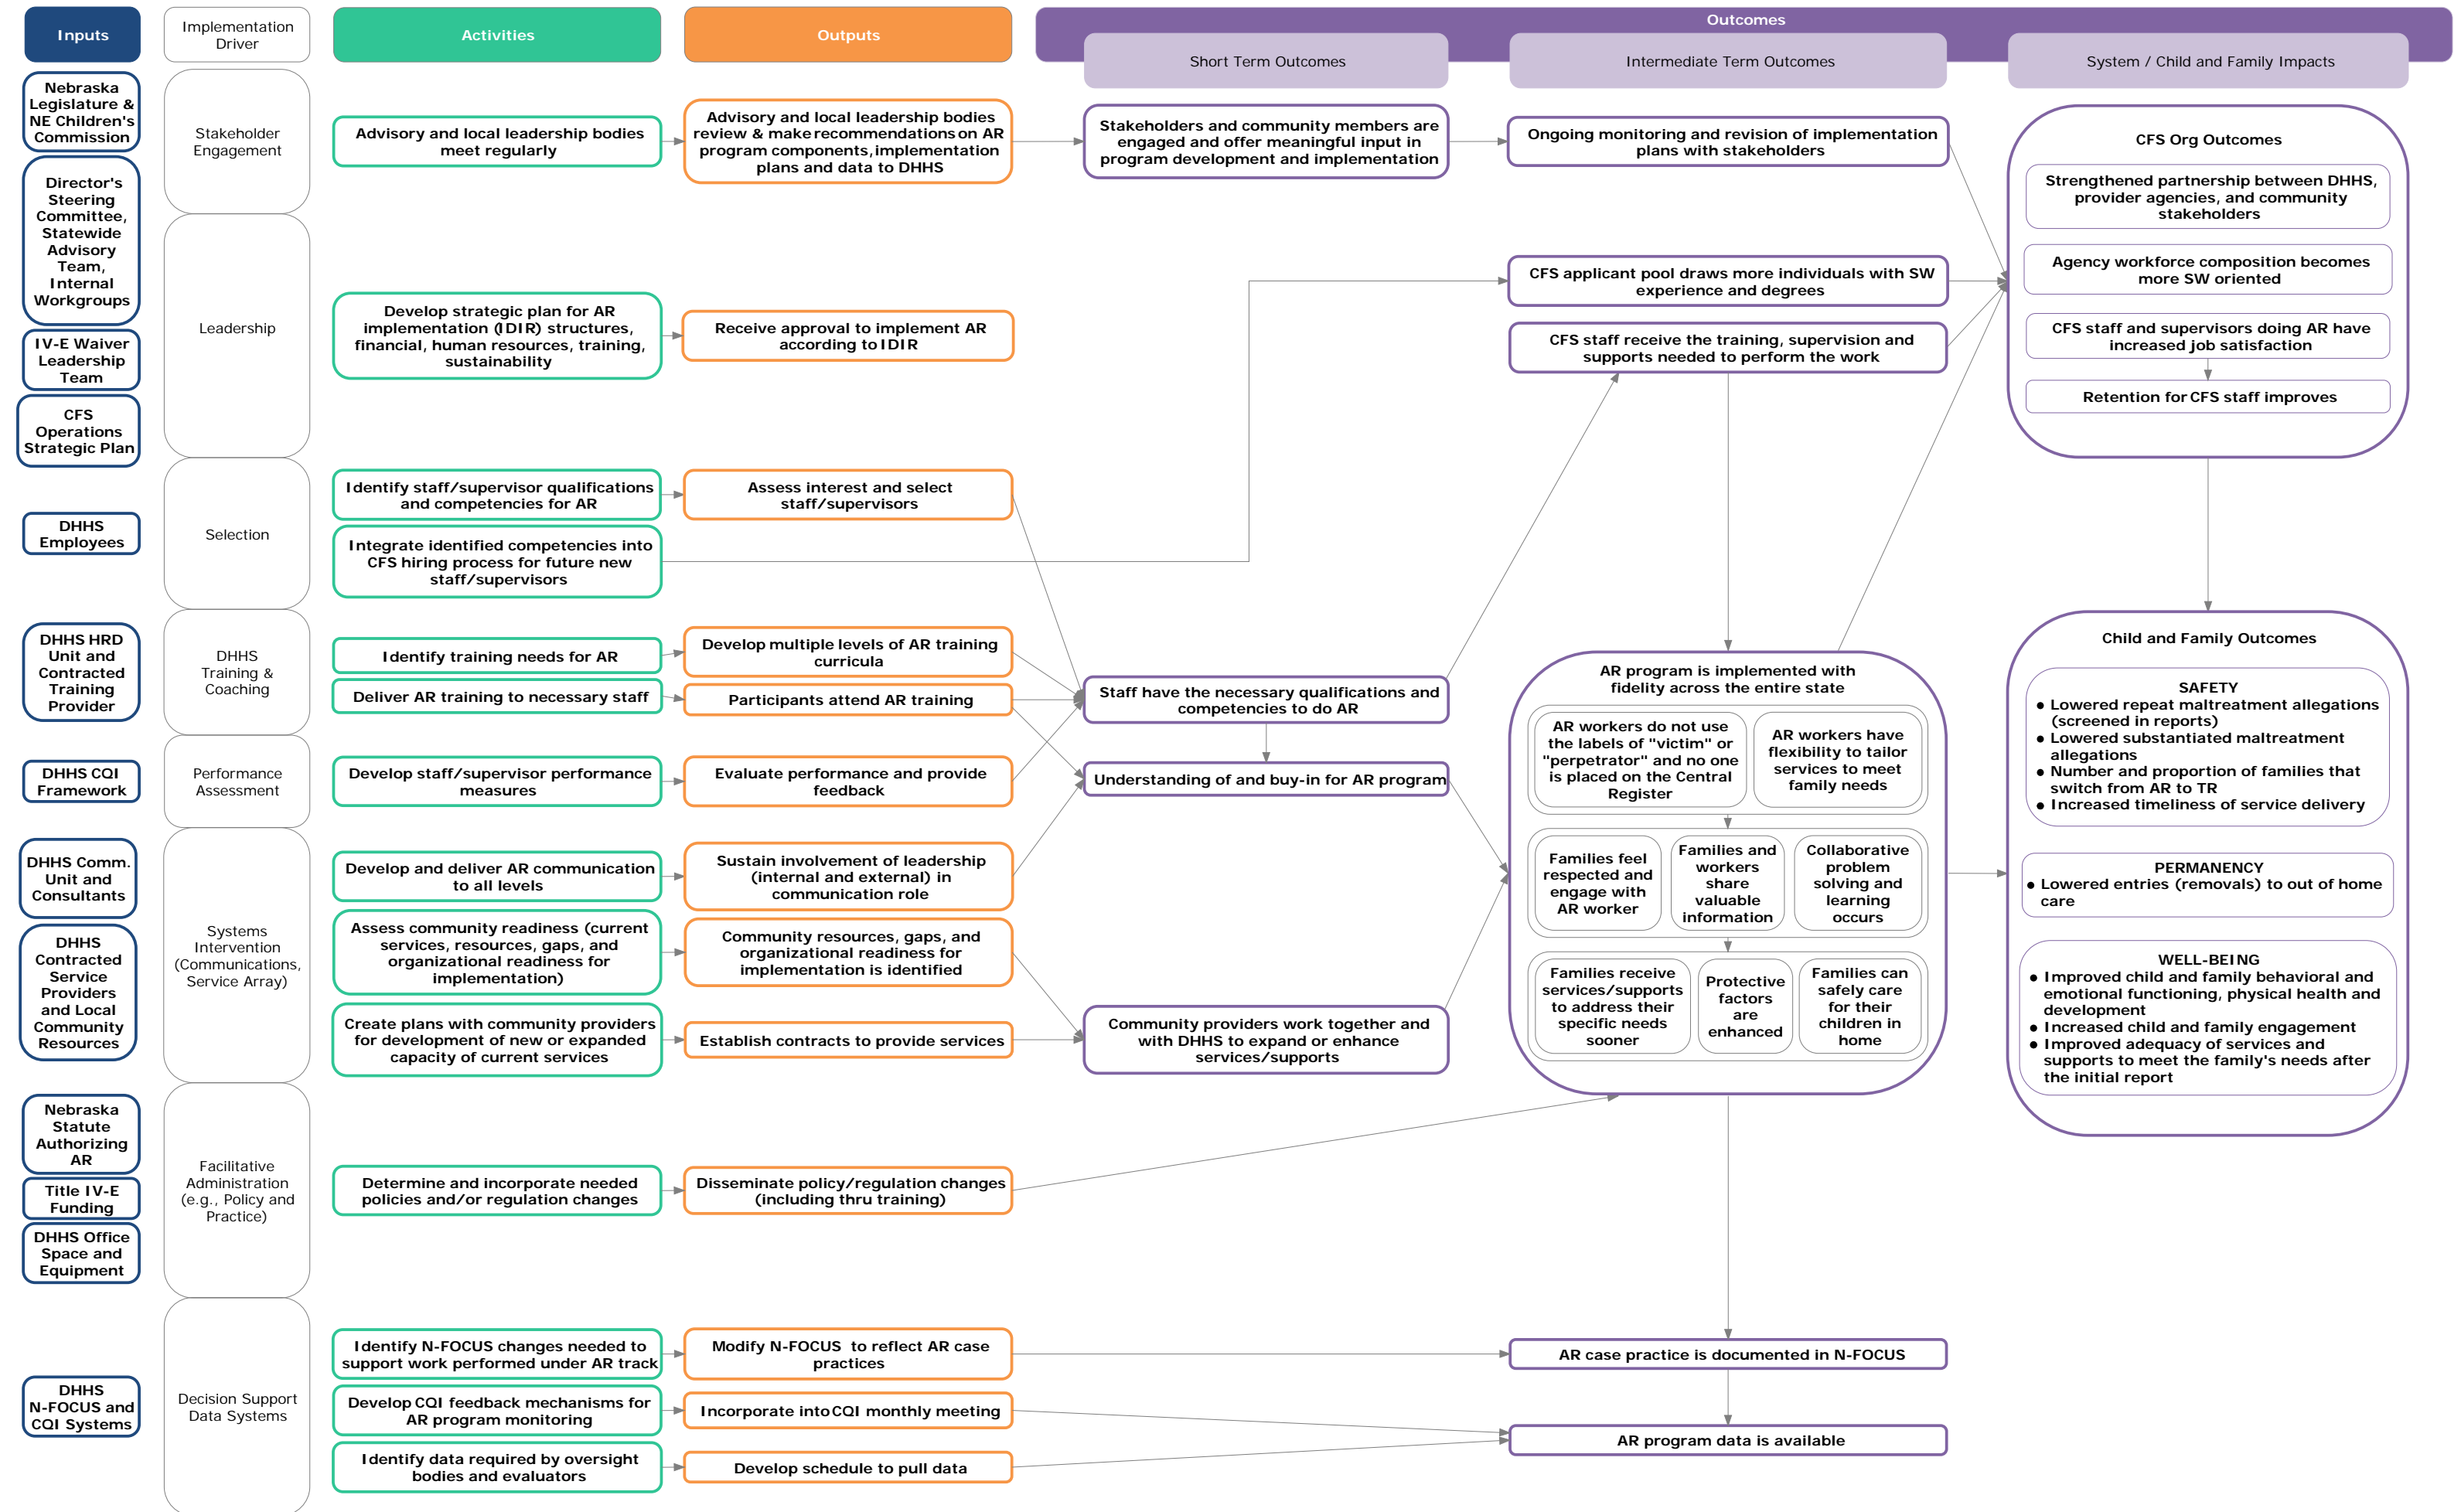 Inputs
Implementation
Driver
Activities
Outputs
Outcomes
Short Term Outcomes
Intermediate Term Outcomes
System / Child and Family Impacts
Nebraska
Legislature &
NE Children's
Commission
Director's
Steering
Committee,
Statewide
Advisory
Team,
Internal
Workgroups
IV-E Waiver
Leadership
Team
CFS
Operations
Strategic Plan
DHHS
Employees
DHHS HRD
Unit and
Contracted
Training
Provider
DHHS CQI
Framework
DHHS Comm.
Unit and
Consultants
DHHS
Contracted
Service
Providers
and Local
Community
Resources
Nebraska
Statute
Authorizing
AR
Title IV-E
Funding
DHHS Office
Space and
Equipment
DHHS
N-FOCUS and
CQI Systems
Stakeholder
Engagement
Leadership
Selection
DHHS
Training &
Coaching
Performance
Assessment
Systems
Intervention
(Communications,
Service Array)
Facilitative
Administration
(e.g., Policy and
Practice)
Decision Support
Data Systems
Advisory and local leadership bodies
meet regularly
Develop strategic plan for AR
implementation (IDIR) structures,
financial, human resources, training,
sustainability
Identify staff/supervisor qualifications
and competencies for AR
Integrate identified competencies into
CFS hiring process for future new
staff/supervisors
Identify training needs for AR
Deliver AR training to necessary staff
Develop staff/supervisor performance
measures
Develop and deliver AR communication
to all levels
Assess community readiness (current
services, resources, gaps, and
organizational readiness for
implementation)
Create plans with community providers
for development of new or expanded
capacity of current services
Determine and incorporate needed
policies and/or regulation changes
Identify N-FOCUS changes needed to
support work performed under AR track
Develop CQI feedback mechanisms for
AR program monitoring
Identify data required by oversight
bodies and evaluators
Advisory and local leadership bodies
review & make recommendations on AR
program components, implementation
plans and data to DHHS
Receive approval to implement AR
according to IDIR
Assess interest and select
staff/supervisors
Develop multiple levels of AR training
curricula
Participants attend AR training
Evaluate performance and provide
feedback
Sustain involvement of leadership
(internal and external) in
communication role
Community resources, gaps, and
organizational readiness for
implementation is identified
Establish contracts to provide services
Disseminate policy/regulation changes
(including thru training)
Modify N-FOCUS to reflect AR case
practices
Incorporate into CQI monthly meeting
Develop schedule to pull data
Stakeholders and community members are
engaged and offer meaningful input in
program development and implementation
Staff have the necessary qualifications and
competencies to do AR
Understanding of and buy-in for AR program
Community providers work together and
with DHHS to expand or enhance
services/supports
Ongoing monitoring and revision of implementation
plans with stakeholders
CFS applicant pool draws more individuals with SW
experience and degrees
CFS staff receive the training, supervision and
supports needed to perform the work
AR program is implemented with
fidelity across the entire state
AR workers do not use
the labels of "victim" or
"perpetrator" and no one
is placed on the Central
Register
AR workers have
flexibility to tailor
services to meet
family needs
Families feel
respected and
engage with
AR worker
Families and
workers
share
valuable
information
Collaborative
problem
solving and
learning
occurs
Families receive
services/supports
to address their
specific needs
sooner
Protective
factors
are
enhanced
Families can
safely care
for their
children in
home
AR case practice is documented in N-FOCUS
AR program data is available
CFS Org Outcomes
Strengthened partnership between DHHS,
provider agencies, and community
stakeholders
Agency workforce composition becomes
more SW oriented
CFS staff and supervisors doing AR have
increased job satisfaction
Retention for CFS staff improves
Child and Family Outcomes
SAFETY
● Lowered repeat maltreatment allegations
(screened in reports)
● Lowered substantiated maltreatment
allegations
● Number and proportion of families that
switch from AR to TR
● Increased timeliness of service delivery
PERMANENCY
● Lowered entries (removals) to out of home
care
WELL-BEING
● Improved child and family behavioral and
emotional functioning, physical health and
development
● Increased child and family engagement
● Improved adequacy of services and
supports to meet the family's needs after
the initial report